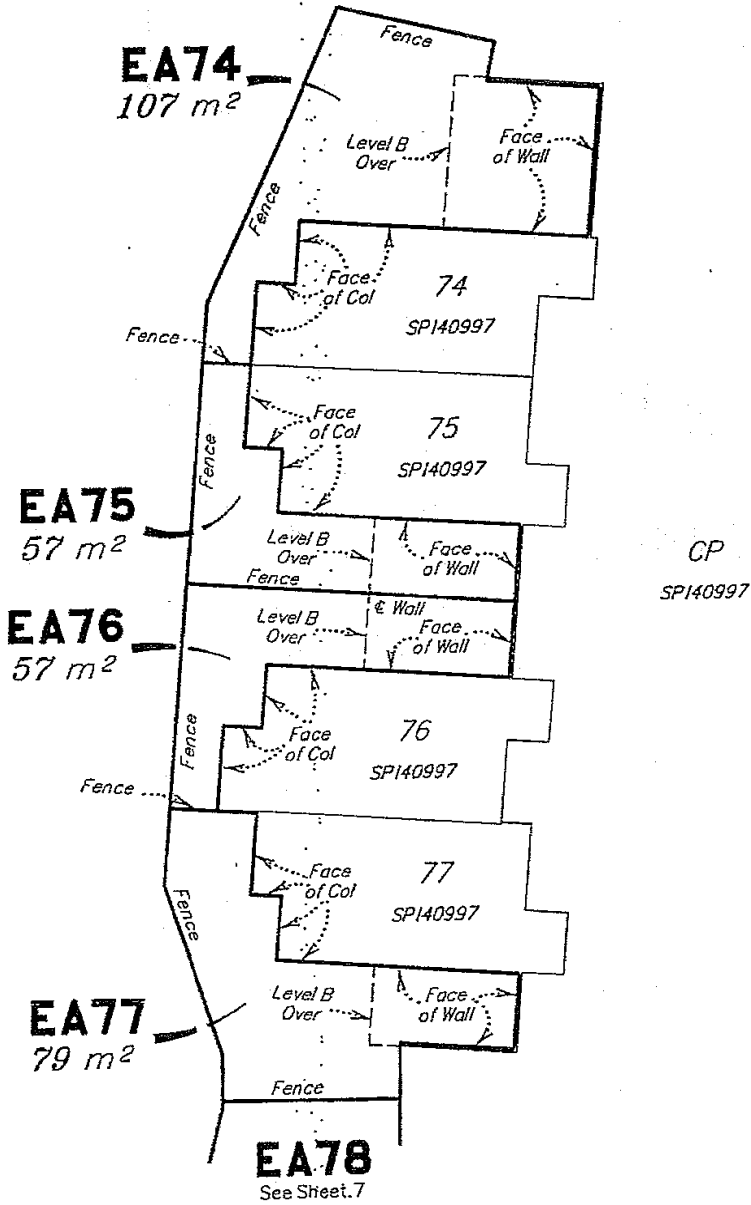 Fence
EA74
107 m²
Level B
Over
Face
of Wall
Fence
Face
of Col
74
SP140997
Fence
Face
of Col
75
SP140997
Fence
EA75
57 m²
Level B
Over
Face
of Wall
CP
SP140997
Fence
℄ Wall
EA76
57 m²
Level B
Over
Face
of Wall
Face
of Col
76
SP140997
Fence
Fence
Face
of Col
77
SP140997
Fence
EA77
79 m²
Level B
Over
Face
of Wall
Fence
EA78
See Sheet.7